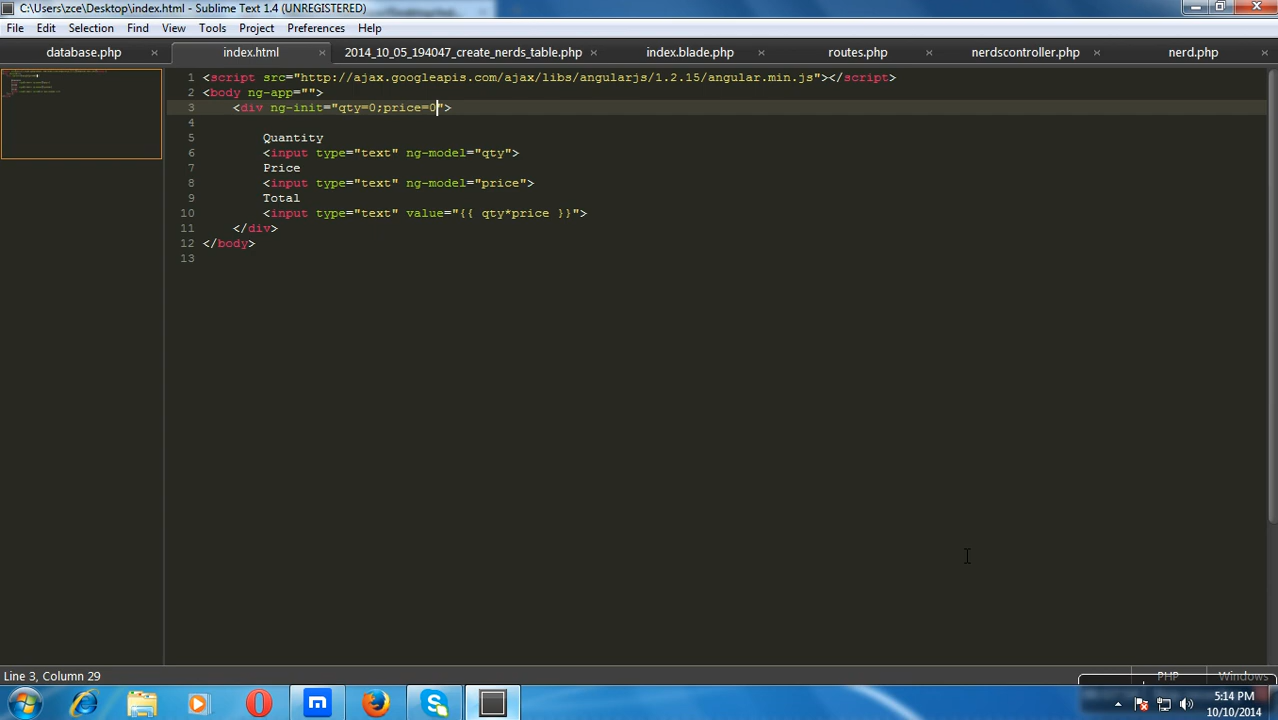 C:\Users\zce\Desktop\index.html - Sublime Text 1.4 (UNREGISTERED)
File Edit Selection Find View Tools Project Preferences Help
database.php × index.html × 2014_10_05_194047_create_nerds_table.php × index.blade.php × routes.php × nerdscontroller.php × nerd.php
1 <script src="http://ajax.googleapis.com/ajax/libs/angularjs/1.2.15/angular.min.js"></script>
2 <body ng-app="">
3 <div ng-init="qty=0;price=0">
4
5 Quantity
6 <input type="text" ng-model="qty">
7 Price
8 <input type="text" ng-model="price">
9 Total
10 <input type="text" value="{{ qty*price }}">
11 </div>
12 </body>
13
Line 3, Column 29 PHP Windows
5:14 PM
10/10/2014